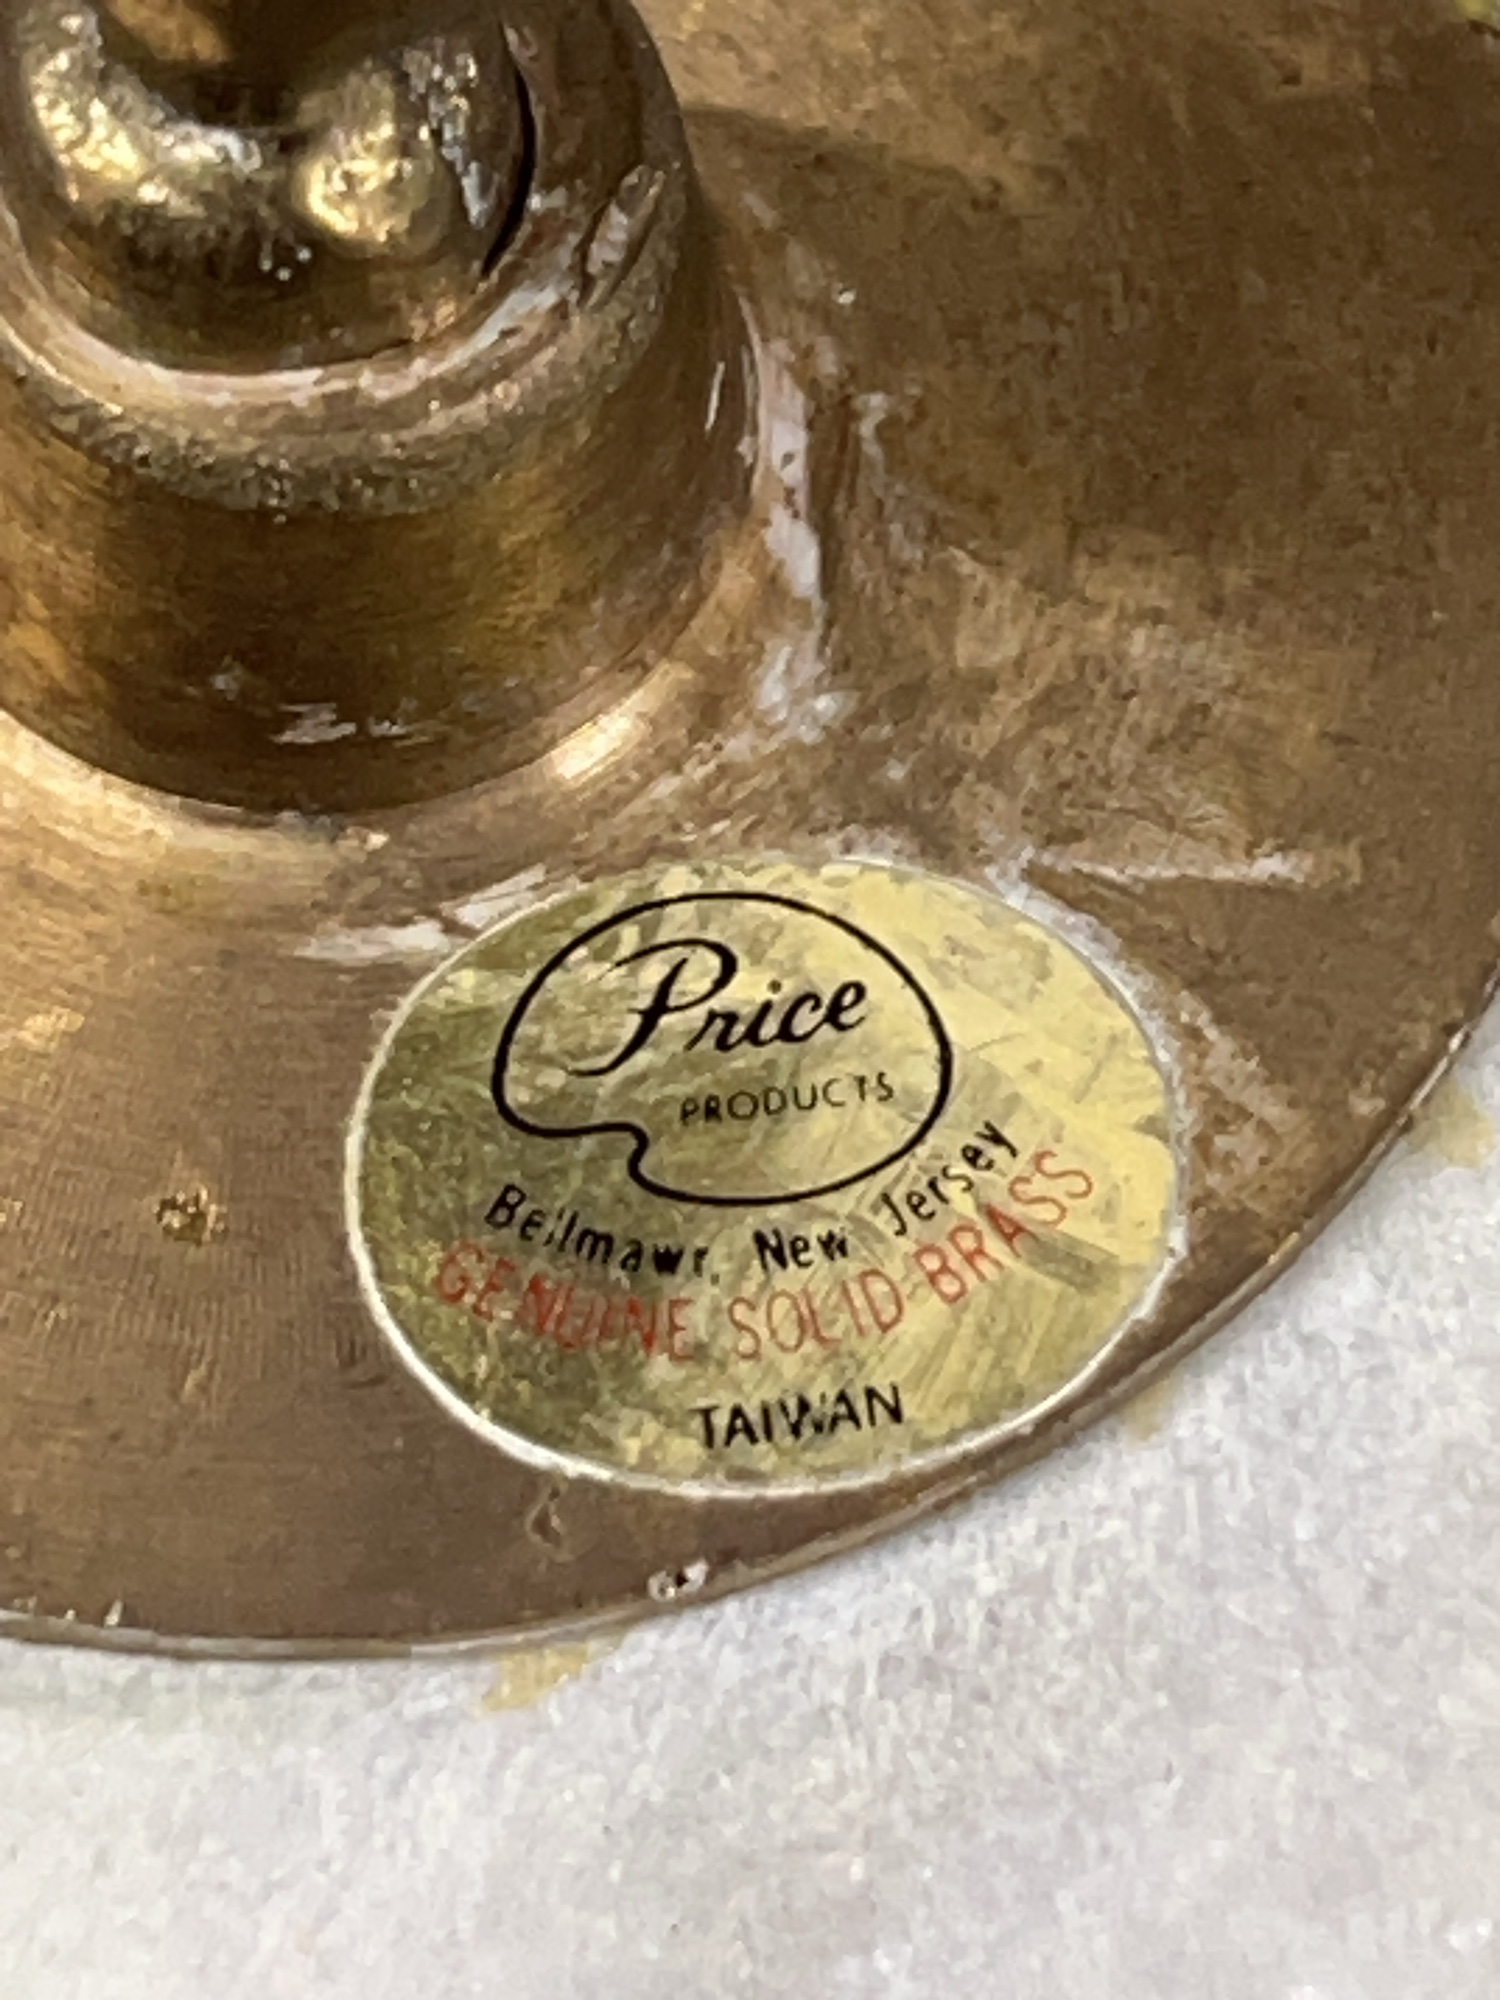 Price
PRODUCTS
Bellmawr, New Jersey
GENUINE SOLID BRASS
TAIWAN